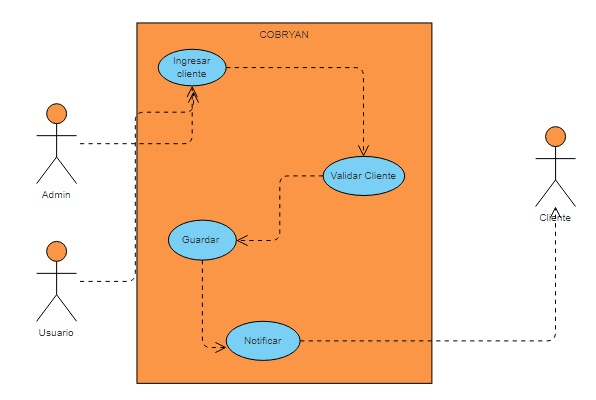 COBRYAN
Ingresar
cliente
Admin
Validar Cliente
Cliente
Guardar
Usuario
Notificar